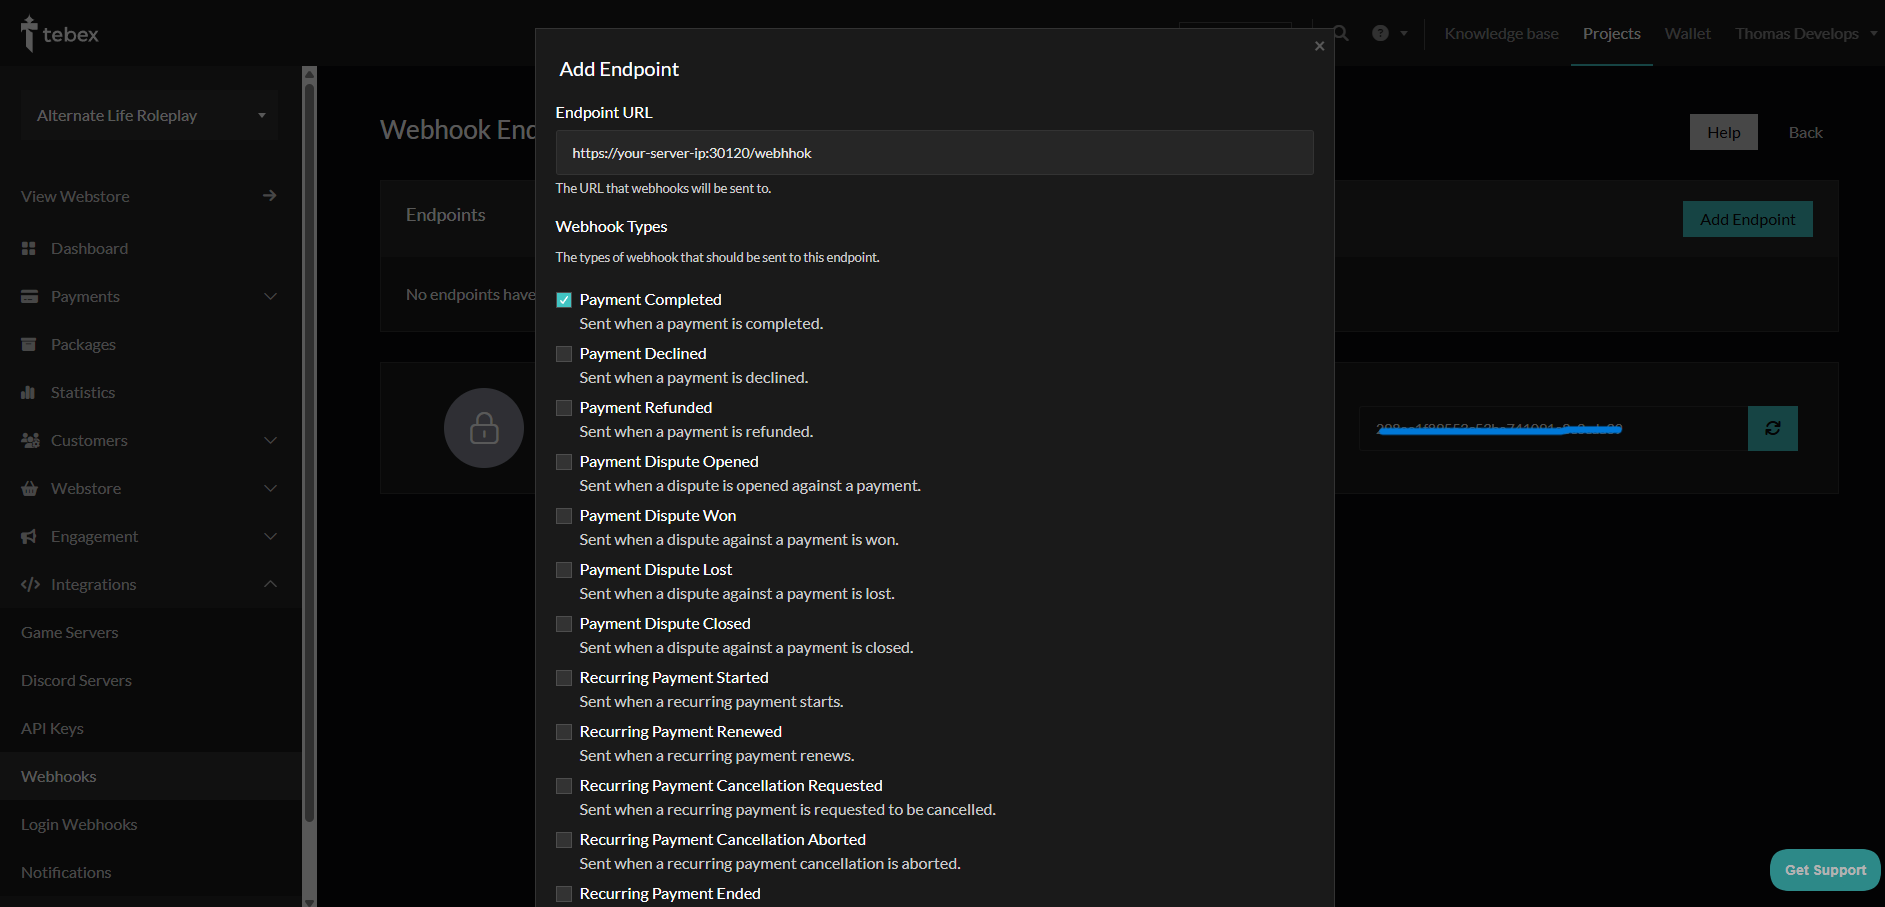 tebex
Knowledge base
Projects
Wallet
Thomas Develops
Alternate Life Roleplay
View Webstore
Dashboard
Payments
Packages
Statistics
Customers
Webstore
Engagement
Integrations
Game Servers
Discord Servers
API Keys
Webhooks
Login Webhooks
Notifications
Webhook End
Help
Back
Endpoints
Add Endpoint
No endpoints have
Add Endpoint
Endpoint URL
https://your-server-ip:30120/webhhok
The URL that webhooks will be sent to.
Webhook Types
The types of webhook that should be sent to this endpoint.
Payment Completed
Sent when a payment is completed.
Payment Declined
Sent when a payment is declined.
Payment Refunded
Sent when a payment is refunded.
Payment Dispute Opened
Sent when a dispute is opened against a payment.
Payment Dispute Won
Sent when a dispute against a payment is won.
Payment Dispute Lost
Sent when a dispute against a payment is lost.
Payment Dispute Closed
Sent when a dispute against a payment is closed.
Recurring Payment Started
Sent when a recurring payment starts.
Recurring Payment Renewed
Sent when a recurring payment renews.
Recurring Payment Cancellation Requested
Sent when a recurring payment is requested to be cancelled.
Recurring Payment Cancellation Aborted
Sent when a recurring payment cancellation is aborted.
Recurring Payment Ended
Get Support